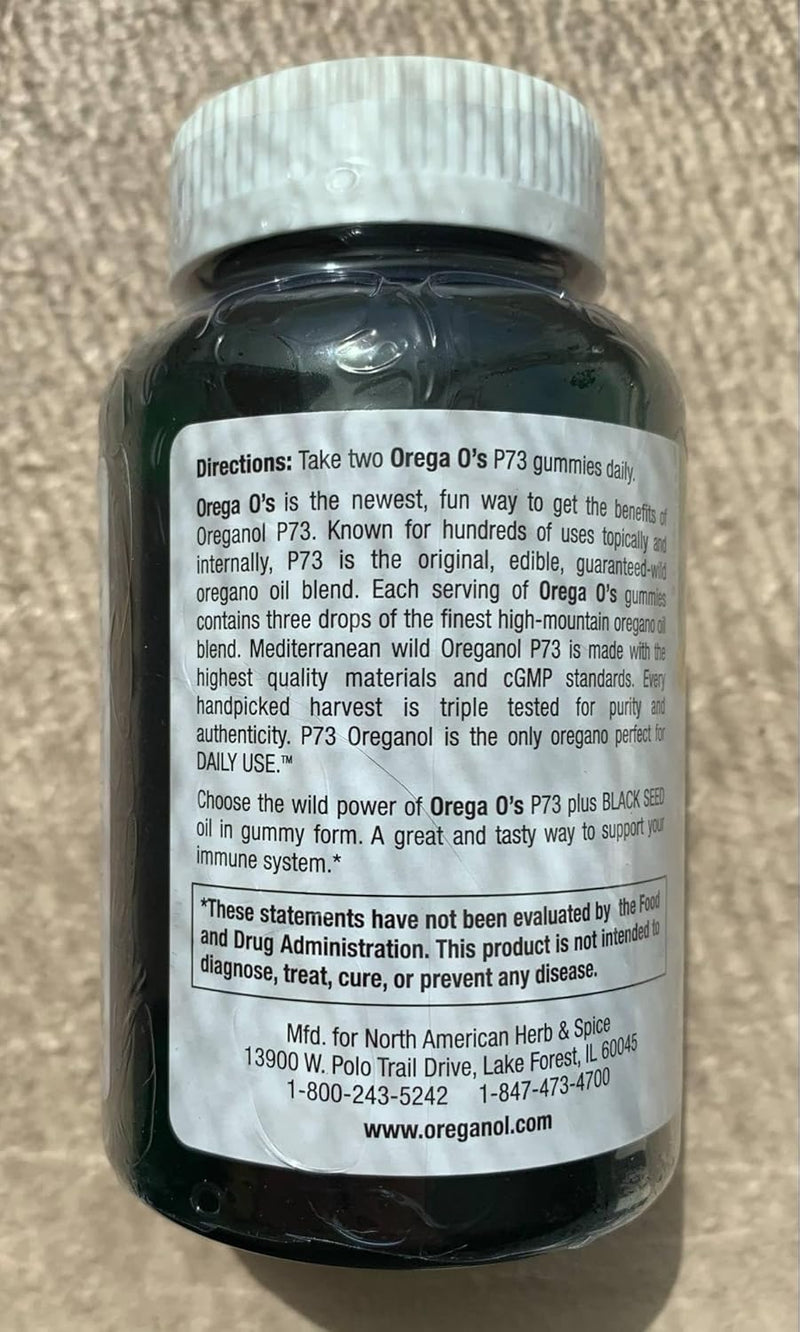 Directions: Take two Orega O's P73 gummies daily.
Orega O's is the newest, fun way to get the benefits of
Oreganol P73. Known for hundreds of uses topically and
internally, P73 is the original, edible, guaranteed-wild
oregano oil blend. Each serving of Orega O's gummies
contains three drops of the finest high-mountain oregano oil
blend. Mediterranean wild Oreganol P73 is made with the
highest quality materials and cGMP standards. Every
handpicked harvest is triple tested for purity and
authenticity. P73 Oreganol is the only oregano perfect for
DAILY USE.™
Choose the wild power of Orega O's P73 plus BLACK SEED
oil in gummy form. A great and tasty way to support your
immune system.*
*These statements have not been evaluated by the Food
and Drug Administration. This product is not intended to
diagnose, treat, cure, or prevent any disease.
Mfd. for North American Herb & Spice
13900 W. Polo Trail Drive, Lake Forest, IL 60045
1-800-243-5242 1-847-473-4700
www.oreganol.com